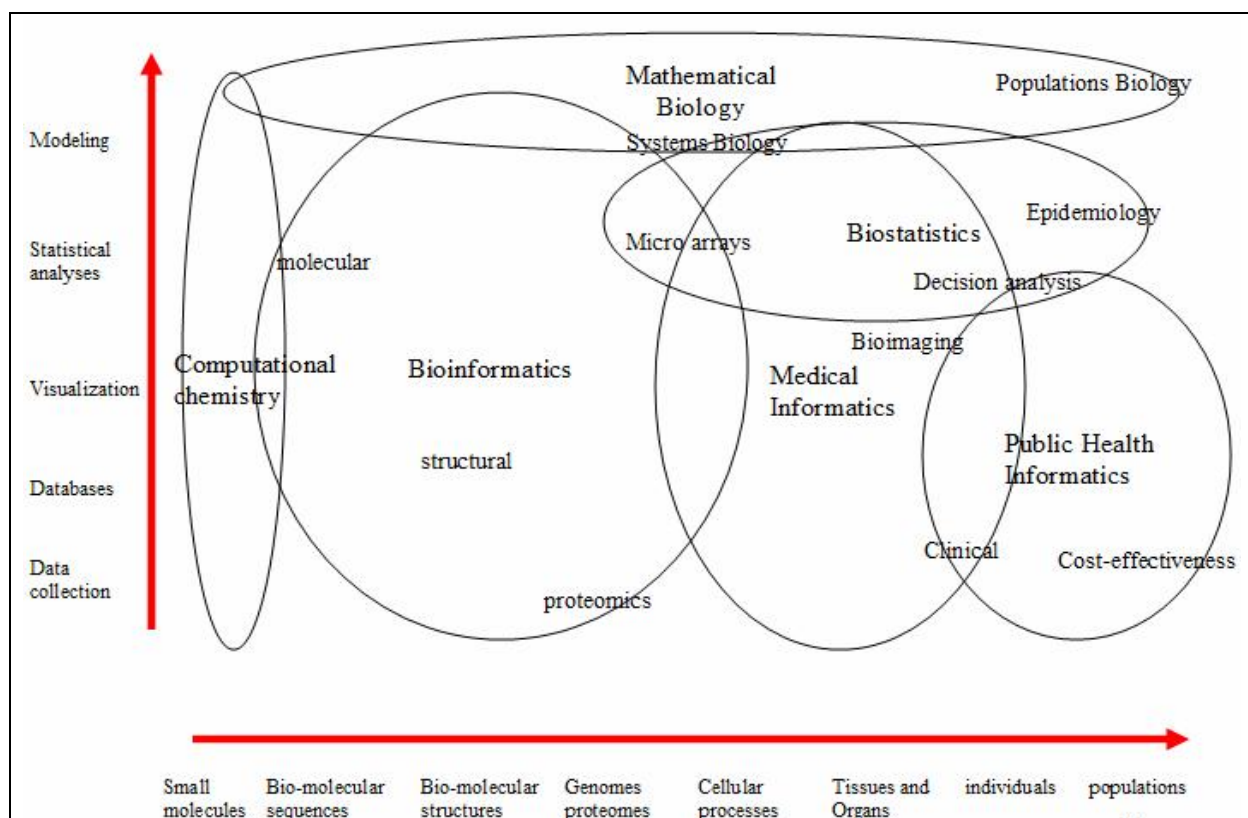 Mathematical
Biology
Populations Biology
Modeling
Systems Biology
Epidemiology
Biostatistics
Micro arrays
Statistical
analyses
molecular
Decision analysis
Bioimaging
Computational
chemistry
Bioinformatics
Visualization
Medical
Informatics
Public Health
Informatics
structural
Databases
Clinical
Cost-effectiveness
Data
collection
proteomics
Small
molecules
Bio-molecular
sequences
Bio-molecular
structures
Genomes
proteomes
Cellular
processes
Tissues and
Organs
individuals
populations